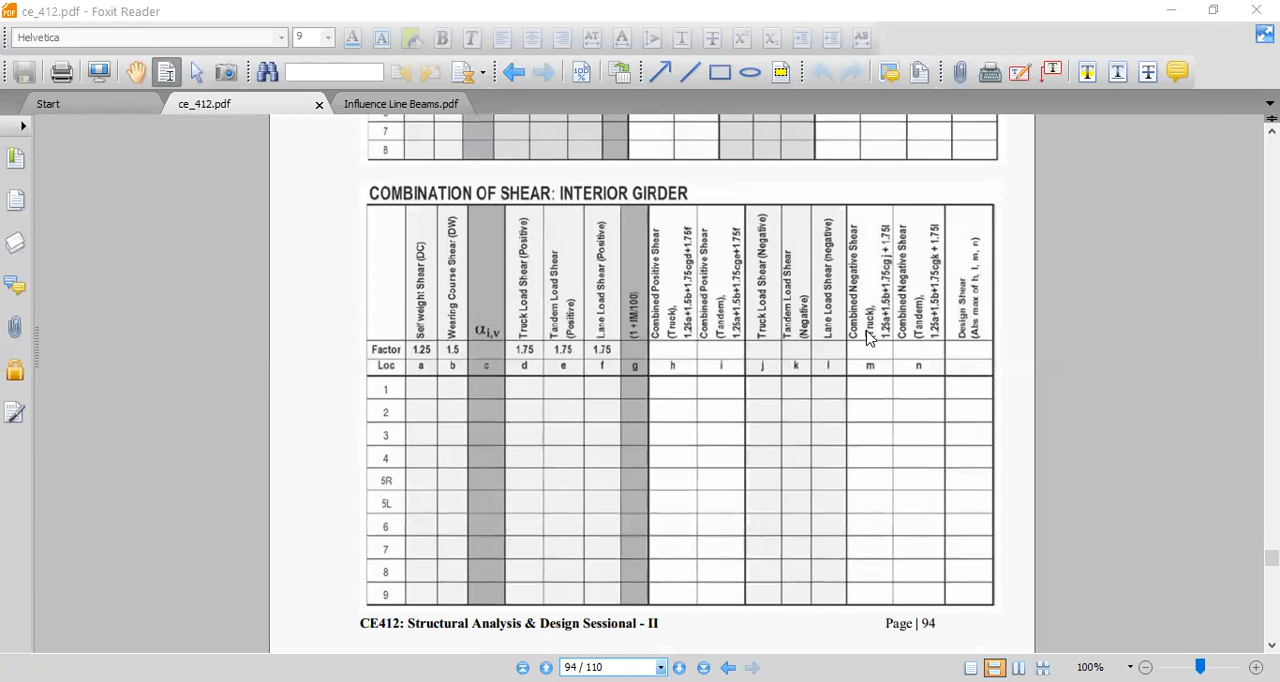 ce_412.pdf - Foxit Reader
Helvetica 9
Start ce_412.pdf Influence Line Beams.pdf
7
8
COMBINATION OF SHEAR: INTERIOR GIRDER
Self weight Shear (DC)
Wearing Course Shear (DW)
αi,v
Truck Load Shear (Positive)
Tandem Load Shear
(Positive)
Lane Load Shear (Positive)
(1 + IM/100)
Combined Positive Shear
(Truck),
1.25a+1.5b+1.75cgd+1.75f
Combined Positive Shear
(Tandem),
1.25a+1.5b+1.75cge+1.75f
Truck Load Shear (Negative)
Tandem Load Shear
(Negative)
Lane Load Shear (negative)
Combined Negative Shear
(Truck),
1.25a+1.5b+1.75cg j + 1.75l
Combined Negative Shear
(Tandem),
1.25a+1.5b+1.75cgk + 1.75l
Design Shear
(Abs max of h, I, m, n)
Factor 1.25 1.5 1.75 1.75 1.75
Loc a b c d e f g h i j k l m n
1
2
3
4
5R
5L
6
7
8
9
CE412: Structural Analysis & Design Sessional - II Page | 94
94 / 110 100%